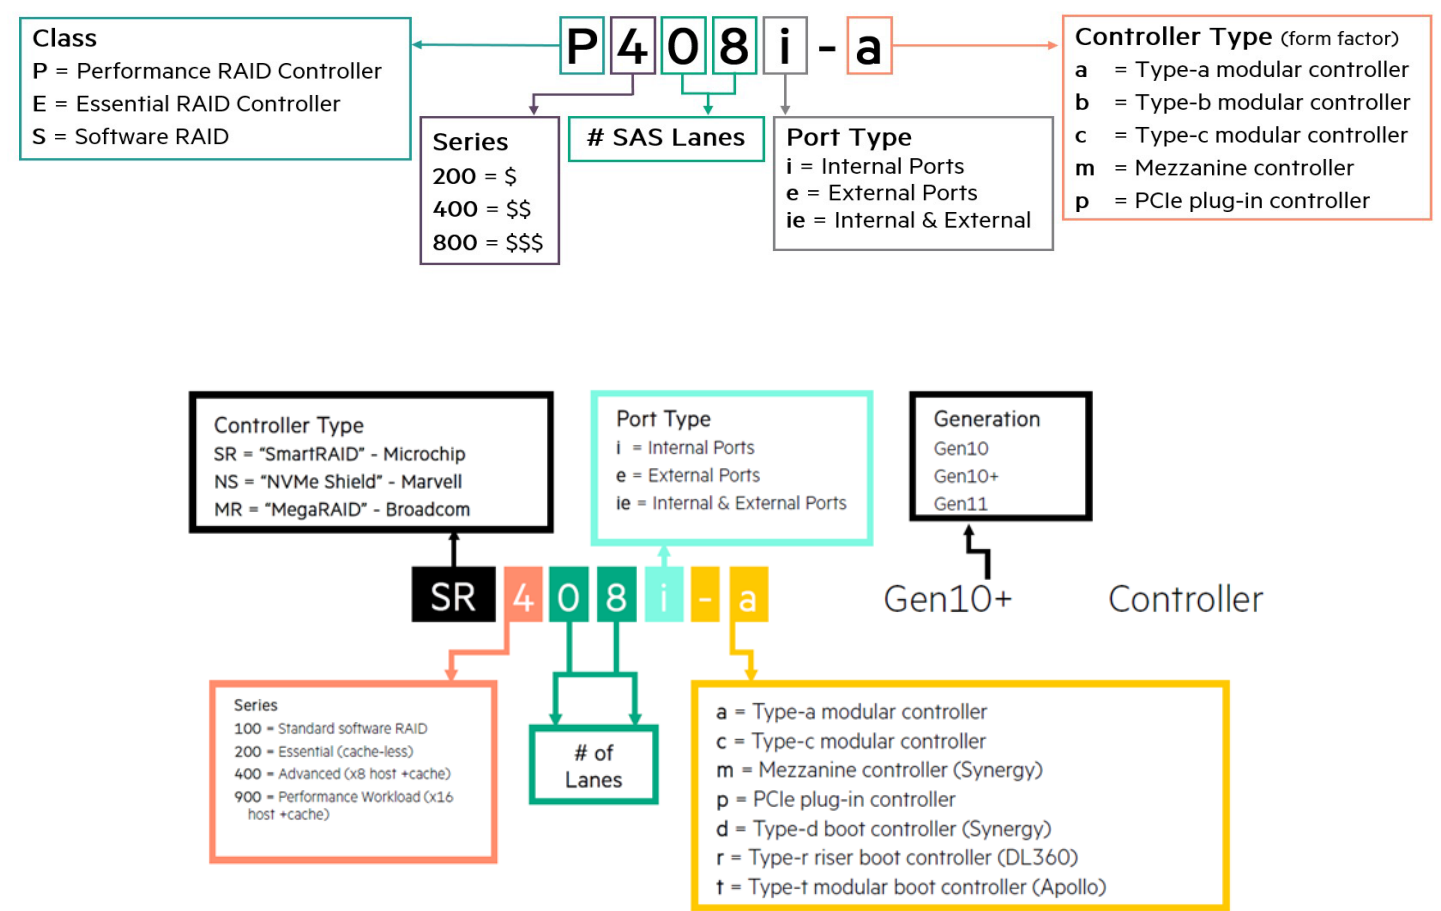 Class
P = Performance RAID Controller
E = Essential RAID Controller
S = Software RAID
P408i-a
Series
200 = $
400 = $$
800 = $$$
# SAS Lanes
Port Type
i = Internal Ports
e = External Ports
ie = Internal & External
Controller Type (form factor)
a = Type-a modular controller
b = Type-b modular controller
c = Type-c modular controller
m = Mezzanine controller
p = PCIe plug-in controller
Controller Type
SR = “SmartRAID” - Microchip
NS = “NVMe Shield” - Marvell
MR = “MegaRAID” - Broadcom
Port Type
i = Internal Ports
e = External Ports
ie = Internal & External Ports
Generation
Gen10
Gen10+
Gen11
SR 408i-a Gen10+ Controller
Series
100 = Standard software RAID
200 = Essential (cache-less)
400 = Advanced (x8 host +cache)
900 = Performance Workload (x16
host +cache)
# of
Lanes
a = Type-a modular controller
c = Type-c modular controller
m = Mezzanine controller (Synergy)
p = PCIe plug-in controller
d = Type-d boot controller (Synergy)
r = Type-r riser boot controller (DL360)
t = Type-t modular boot controller (Apollo)